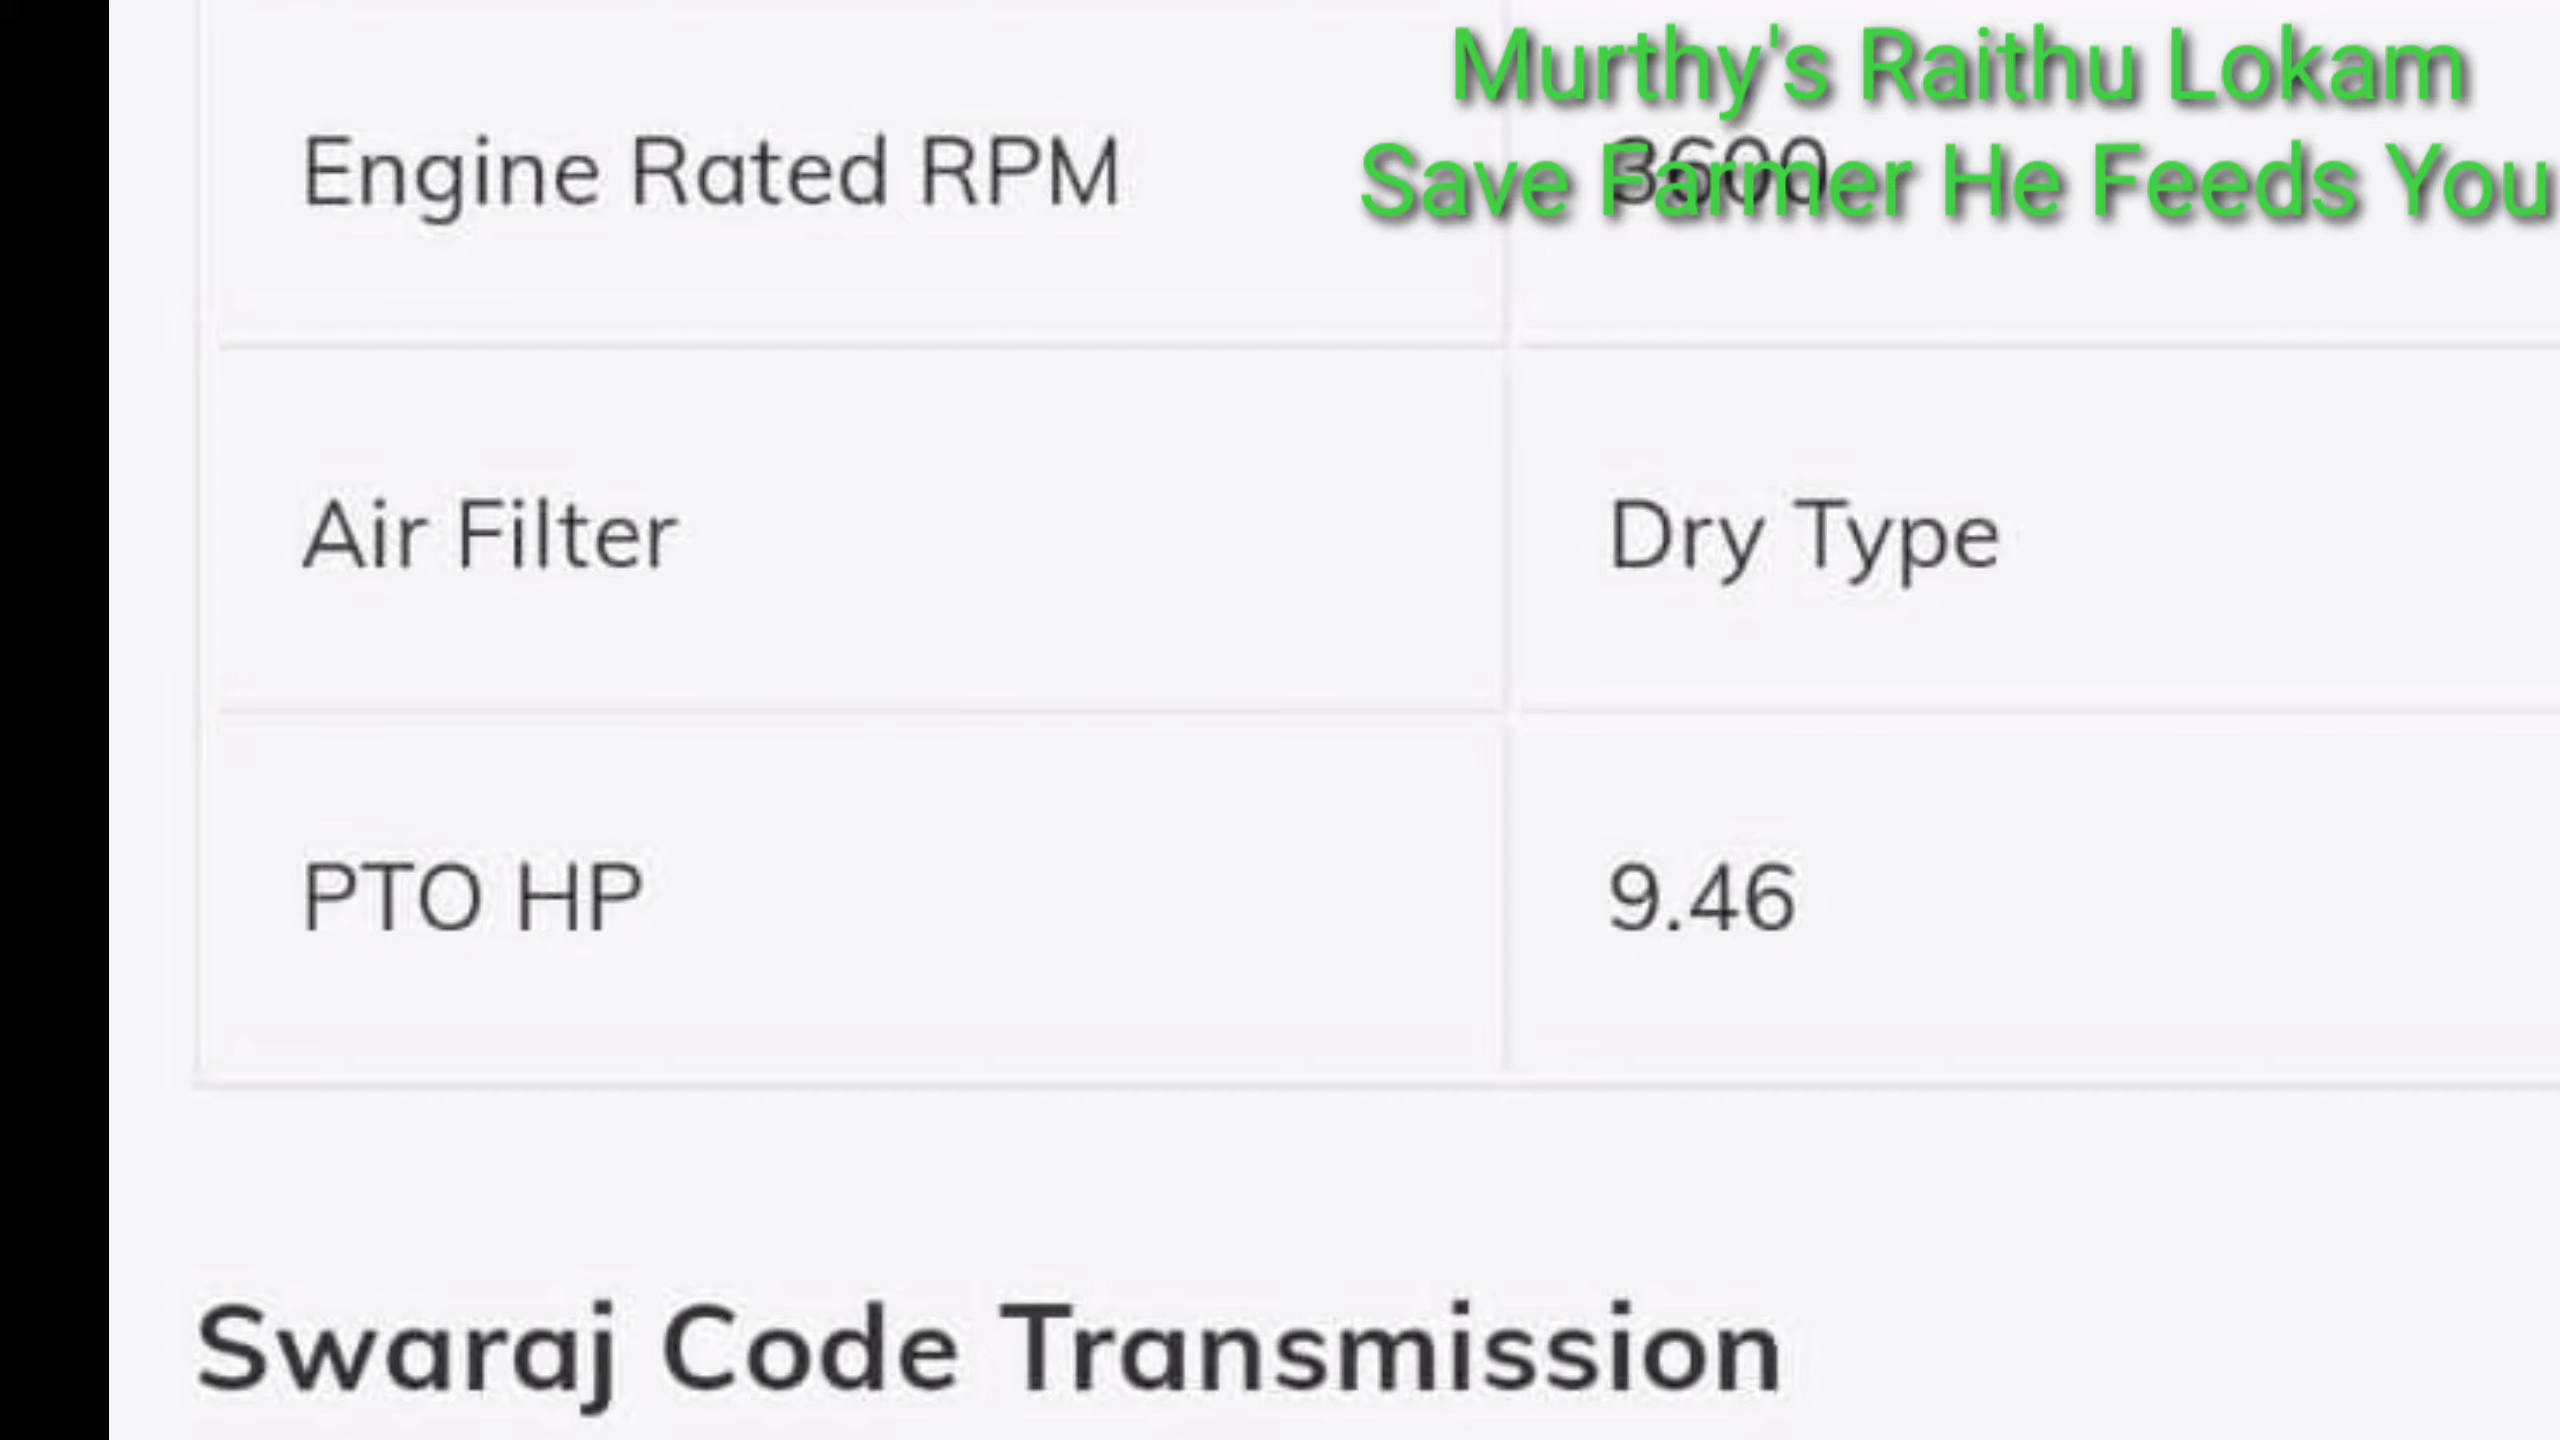 Murthy's Raithu Lokam
Save Farmer He Feeds You
Engine Rated RPM 3600
Air Filter Dry Type
PTO HP 9.46
Swaraj Code Transmission